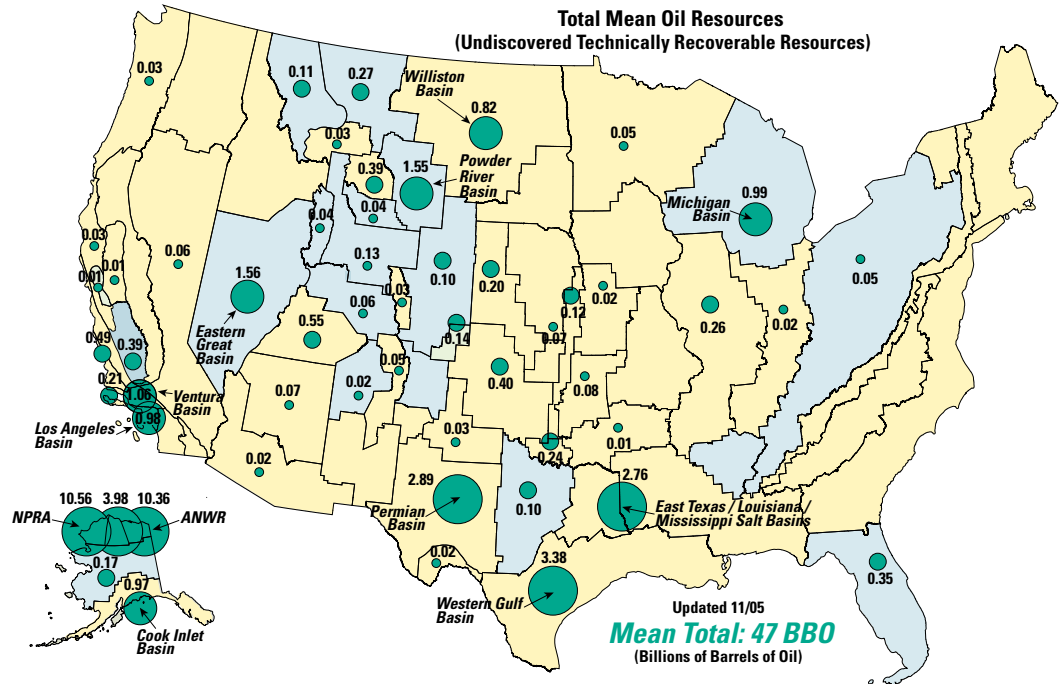 Total Mean Oil Resources
(Undiscovered Technically Recoverable Resources)
0.03
0.11
0.27
Williston
Basin
0.82
0.05
0.03
0.39
1.55
Powder
River
Basin
0.04
0.04
0.99
Michigan
Basin
0.03
0.01
0.01
0.06
1.56
Eastern
Great
Basin
0.13
0.10
0.20
0.03
0.06
0.14
0.12
0.02
0.07
0.26
0.02
0.05
0.55
0.49
0.39
0.05
0.02
0.40
0.08
0.21
1.06
Ventura
Basin
0.07
0.98
Los Angeles
Basin
0.03
0.24
0.01
0.02
2.89
Permian
Basin
0.10
2.76
East Texas / Louisiana /
Mississippi Salt Basins
10.56
3.98
10.36
NPRA
ANWR
0.17
0.97
Cook Inlet
Basin
0.02
3.38
Western Gulf
Basin
0.35
Updated 11/05
Mean Total: 47 BBO
(Billions of Barrels of Oil)